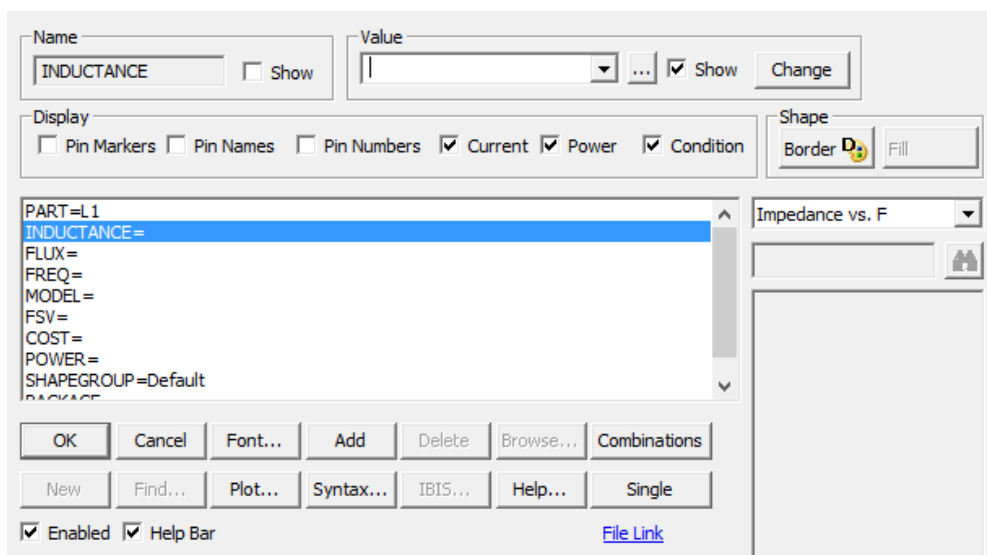 Name
INDUCTANCE
Show
Value
...
Show
Change
Display
Pin Markers
Pin Names
Pin Numbers
Current
Power
Condition
Shape
Border
Fill
PART=L1
INDUCTANCE=
FLUX=
FREQ=
MODEL=
FSV=
COST=
POWER=
SHAPEGROUP=Default
Impedance vs. F
OK
Cancel
Font...
Add
Delete
Browse...
Combinations
New
Find...
Plot...
Syntax...
IBIS...
Help...
Single
Enabled
Help Bar
File Link